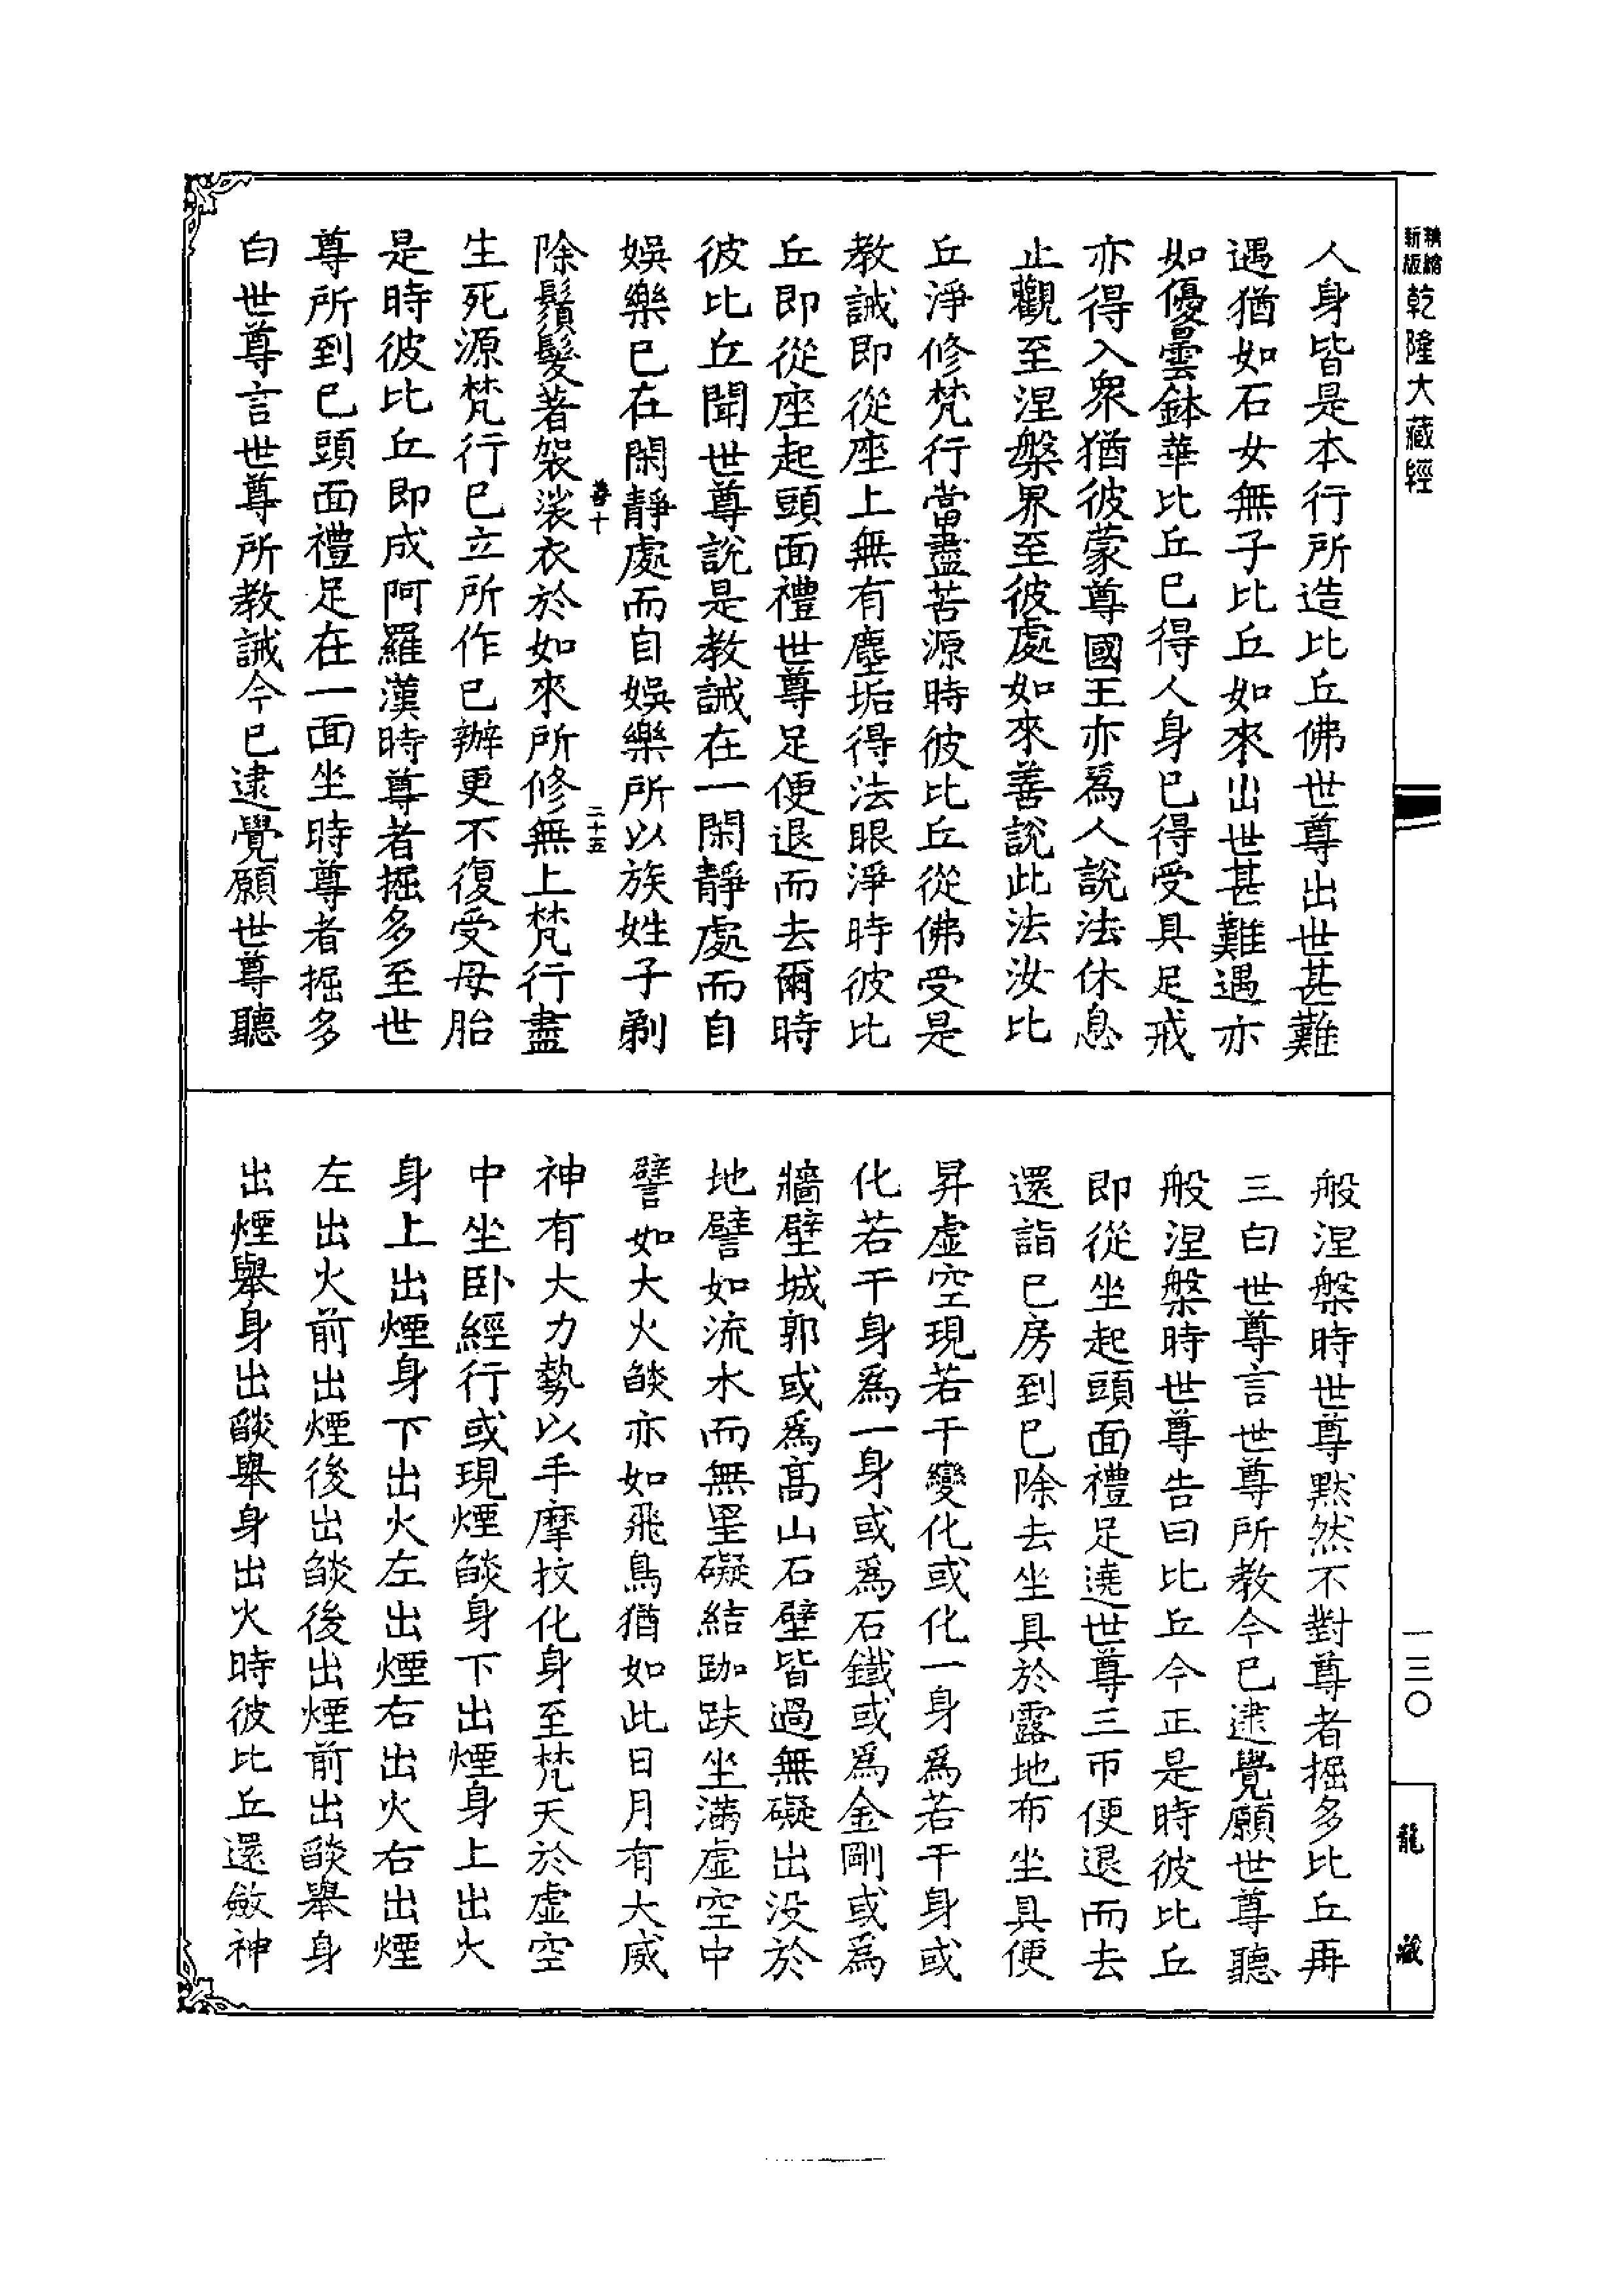 精縮新版乾隆大藏經
人身皆是本行所造比丘佛世尊出世甚難
遇猶如石女無子比丘如來出世甚難遇亦
如優曇鉢華比丘已得人身已得受具足戒
亦得入眾猶彼蒙尊國王亦為人說法休息
止觀至涅槃界至彼處如來善說此法汝比
丘淨修梵行當盡苦源時彼比丘從佛受是
教誡即從座上無有塵垢得法眼淨時彼比
丘即從座起頭面禮世尊足便退而去爾時
彼比丘聞世尊說是教誡在一閑靜處而自
娛樂已在閑靜處而自娛樂所以族姓子剃
善十 二十五
除鬚髮著袈裟衣於如來所修無上梵行盡
生死源梵行已立所作已辦更不復受母胎
是時彼比丘即成阿羅漢時尊者掘多至世
尊所到已頭面禮足在一面坐時尊者掘多
白世尊言世尊所教誡今已逮覺願世尊聽
般涅槃時世尊默然不對尊者掘多比丘再
三白世尊言世尊所教今已逮覺願世尊聽
般涅槃時世尊告曰比丘今正是時彼比丘
即從坐起頭面禮足遶世尊三帀便退而去
還詣已房到已除去坐具於露地布坐具便
昇虛空現若干變化或化一身為若干身或
化若干身為一身或為石鐵或為金剛或為
牆壁城郭或為高山石壁皆過無礙出沒於
地譬如流水而無罣礙結跏趺坐滿虛空中
譬如大火𦦨亦如飛鳥猶如此日月有大威
神有大力勢以手摩抆化身至梵天於虛空
中坐臥經行或現煙𦦨身下出煙身上出火
身上出煙身下出火左出煙右出火右出煙
左出火前出煙後出𦦨後出煙前出𦦨舉身
出煙舉身出𦦨舉身出火時彼比丘還斂神
一三〇
龍藏